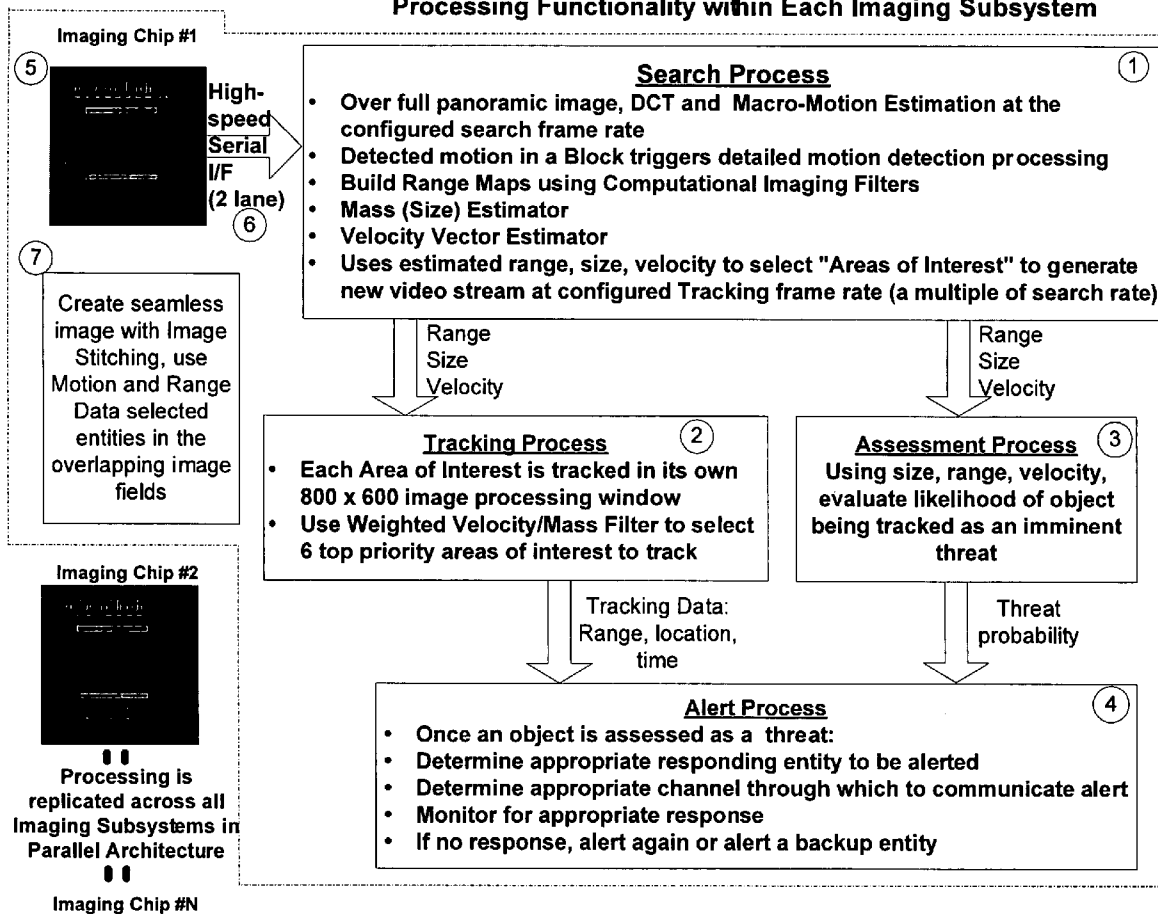 Processing Functionality within Each Imaging Subsystem
Imaging Chip #1
5
High-
speed
Serial
I/F
(2 lane)
6
1
Search Process
• Over full panoramic image, DCT and Macro-Motion Estimation at the
configured search frame rate
• Detected motion in a Block triggers detailed motion detection processing
• Build Range Maps using Computational Imaging Filters
• Mass (Size) Estimator
• Velocity Vector Estimator
• Uses estimated range, size, velocity to select "Areas of Interest" to generate
new video stream at configured Tracking frame rate (a multiple of search rate)
7
Create seamless
image with Image
Stitching, use
Motion and Range
Data selected
entities in the
overlapping image
fields
Range
Size
Velocity
Range
Size
Velocity
2
Tracking Process
• Each Area of Interest is tracked in its own
800 x 600 image processing window
• Use Weighted Velocity/Mass Filter to select
6 top priority areas of interest to track
3
Assessment Process
Using size, range, velocity,
evaluate likelihood of object
being tracked as an imminent
threat
Tracking Data:
Range, location,
time
Threat
probability
4
Alert Process
• Once an object is assessed as a threat:
• Determine appropriate responding entity to be alerted
• Determine appropriate channel through which to communicate alert
• Monitor for appropriate response
• If no response, alert again or alert a backup entity
Imaging Chip #2
Processing is
replicated across all
Imaging Subsystems in
Parallel Architecture
Imaging Chip #N